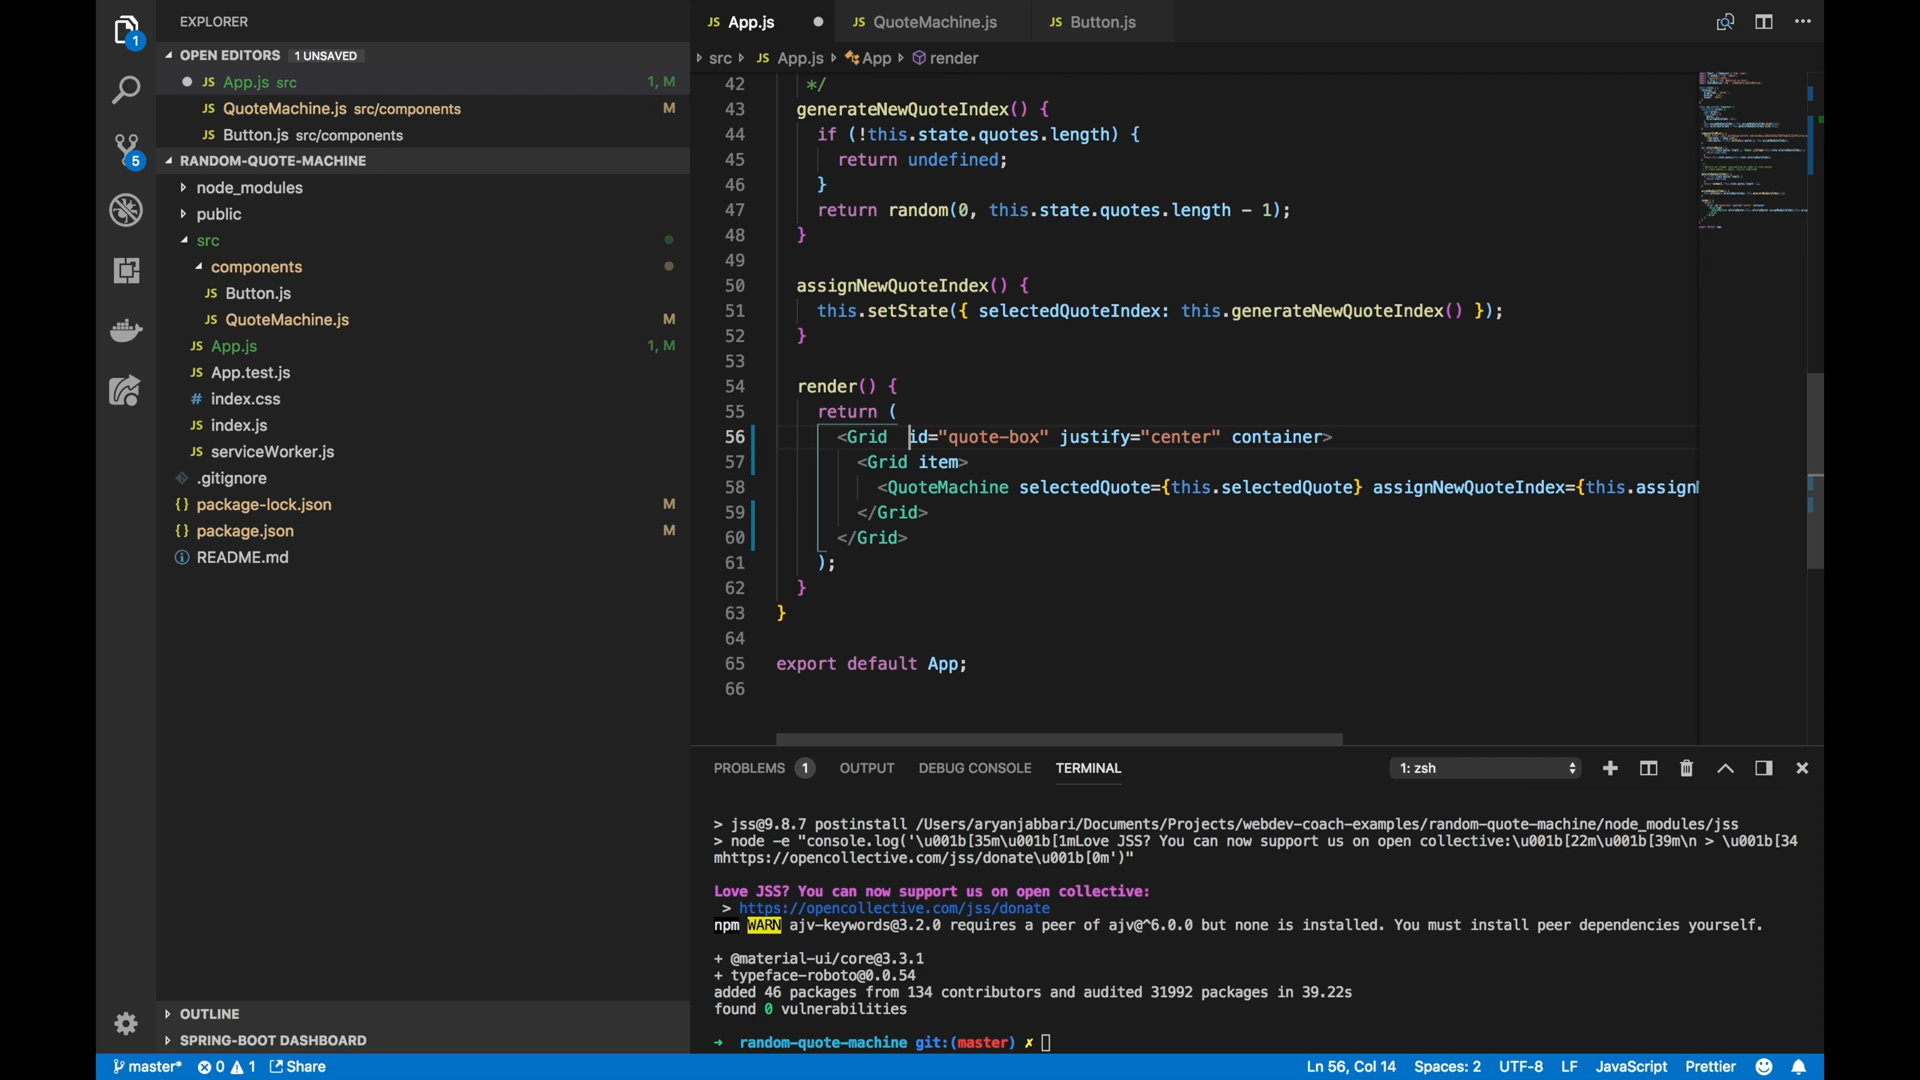 EXPLORER
OPEN EDITORS 1 UNSAVED
JS App.js src 1, M
JS QuoteMachine.js src/components M
JS Button.js src/components
RANDOM-QUOTE-MACHINE
node_modules
public
src
components
JS Button.js
JS QuoteMachine.js M
JS App.js 1, M
JS App.test.js
# index.css
JS index.js
JS serviceWorker.js
.gitignore
{} package-lock.json M
{} package.json M
README.md
OUTLINE
SPRING-BOOT DASHBOARD
1
5
JS App.js JS QuoteMachine.js JS Button.js
src JS App.js App render
42 */
43 generateNewQuoteIndex() {
44 if (!this.state.quotes.length) {
45 return undefined;
46 }
47 return random(0, this.state.quotes.length - 1);
48 }
49
50 assignNewQuoteIndex() {
51 this.setState({ selectedQuoteIndex: this.generateNewQuoteIndex() });
52 }
53
54 render() {
55 return (
56 <Grid  id="quote-box" justify="center" container>
57 <Grid item>
58 <QuoteMachine selectedQuote={this.selectedQuote} assignNewQuoteIndex={this.assign
59 </Grid>
60 </Grid>
61 );
62 }
63 }
64
65 export default App;
66
PROBLEMS 1 OUTPUT DEBUG CONSOLE TERMINAL 1: zsh
> jss@9.8.7 postinstall /Users/aryanjabbari/Documents/Projects/webdev-coach-examples/random-quote-machine/node_modules/jss
> node -e "console.log('\u001b[35m\u001b[1mLove JSS? You can now support us on open collective:\u001b[22m\u001b[39m\n > \u001b[34
mhttps://opencollective.com/jss/donate\u001b[0m')"
Love JSS? You can now support us on open collective:
> https://opencollective.com/jss/donate
npm WARN ajv-keywords@3.2.0 requires a peer of ajv@^6.0.0 but none is installed. You must install peer dependencies yourself.
+ @material-ui/core@3.3.1
+ typeface-roboto@0.0.54
added 46 packages from 134 contributors and audited 31992 packages in 39.22s
found 0 vulnerabilities
➜ random-quote-machine git:(master) ✗
master* 0 1 Share Ln 56, Col 14 Spaces: 2 UTF-8 LF JavaScript Prettier